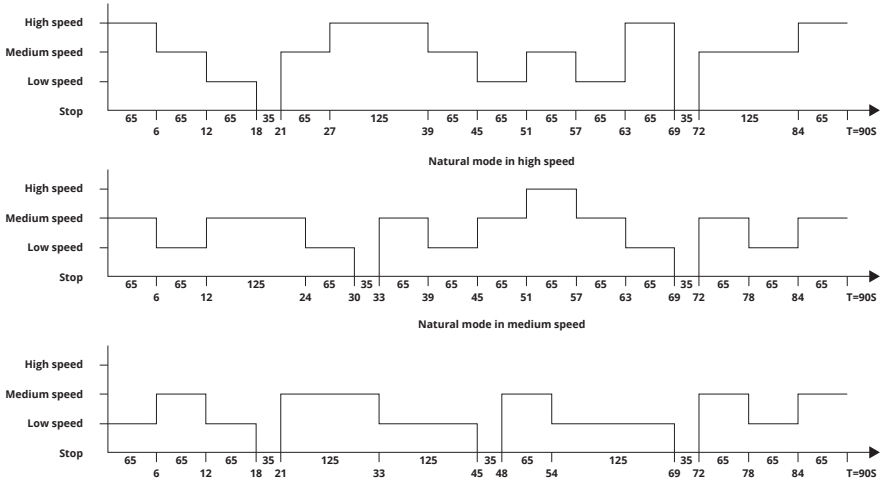 High speed
Medium speed
Low speed
Stop
65 65 65 35 65 125 65 65 65 65 65 35 125 65
6 12 18 21 27 39 45 51 57 63 69 72 84 T=90S
Natural mode in high speed
High speed
Medium speed
Low speed
Stop
65 65 125 65 35 65 65 65 65 65 65 35 65 65 65
6 12 24 30 33 39 45 51 57 63 69 72 78 84 T=90S
Natural mode in medium speed
High speed
Medium speed
Low speed
Stop
65 65 65 35 125 125 35 65 125 35 65 65 65
6 12 18 21 33 45 48 54 69 72 78 84 T=90S